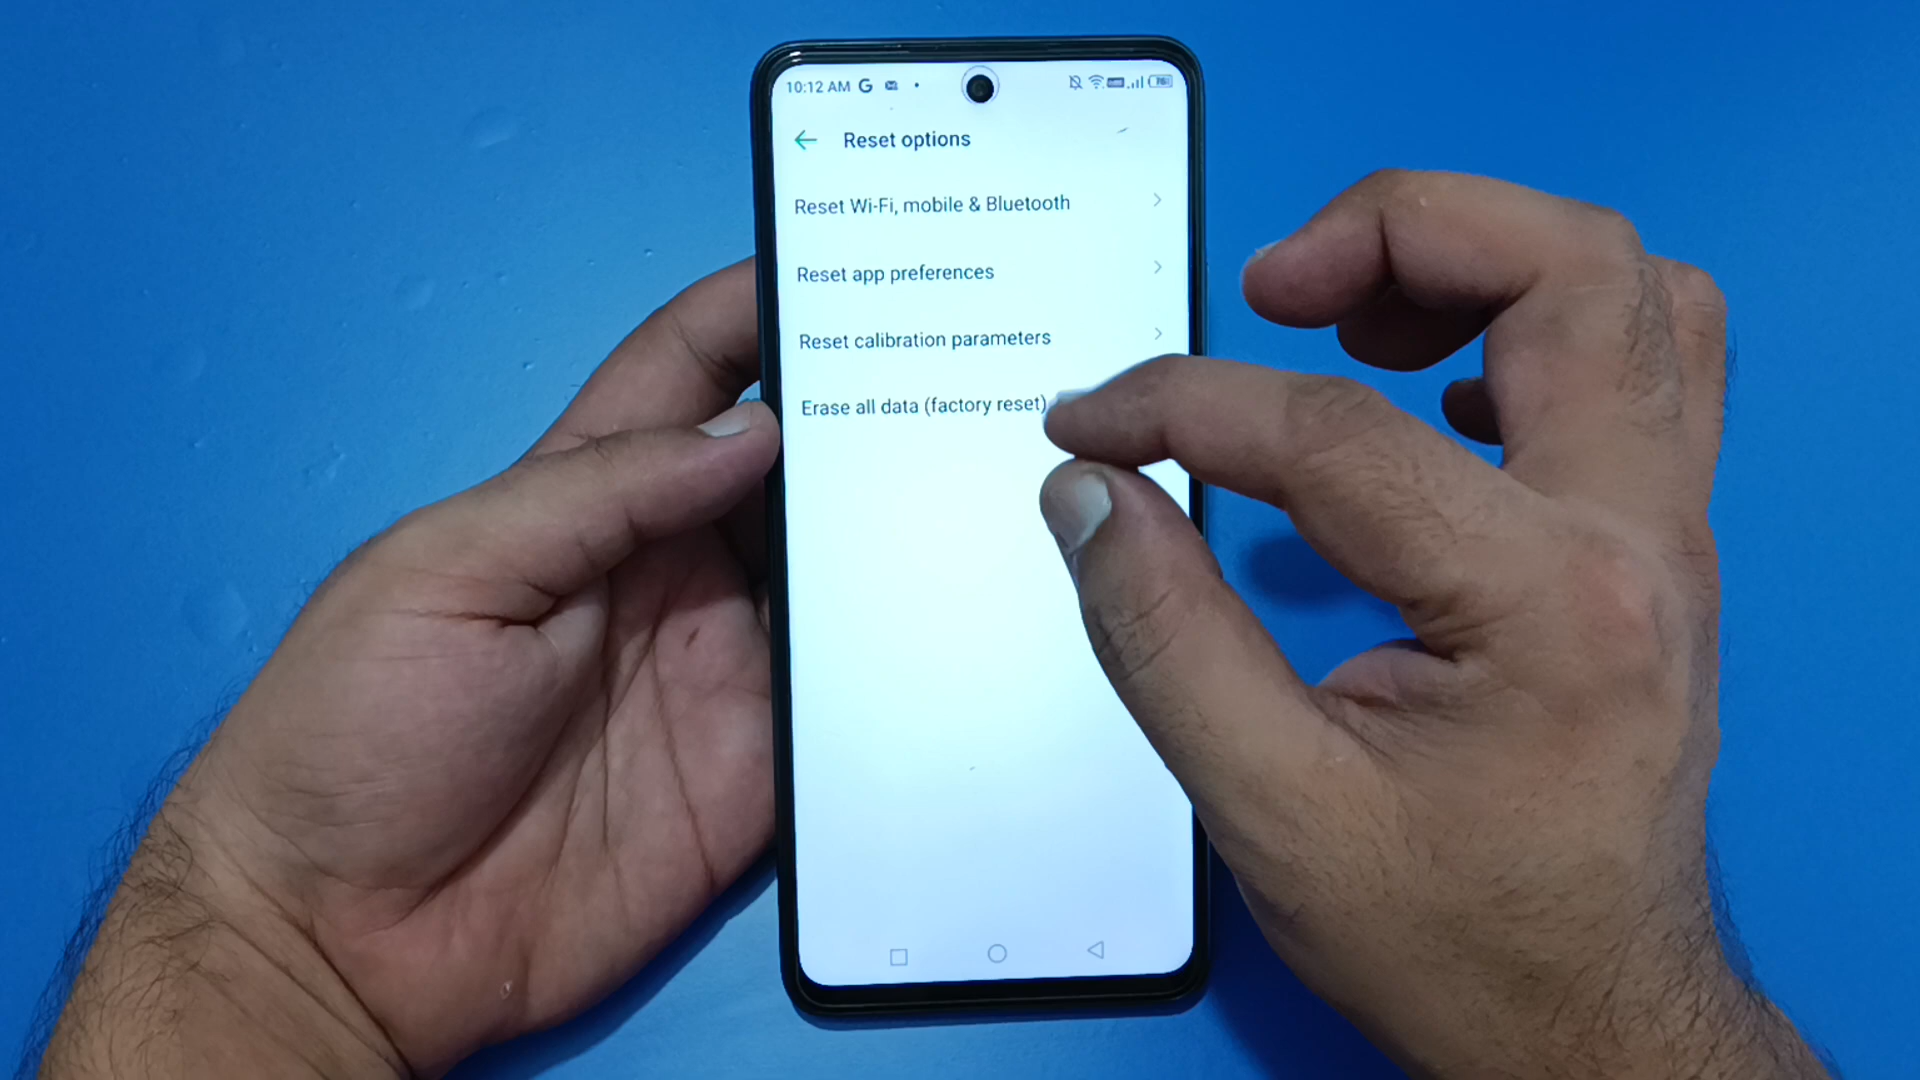 10:12 AM G
Reset options
Reset Wi-Fi, mobile & Bluetooth
Reset app preferences
Reset calibration parameters
Erase all data (factory reset)